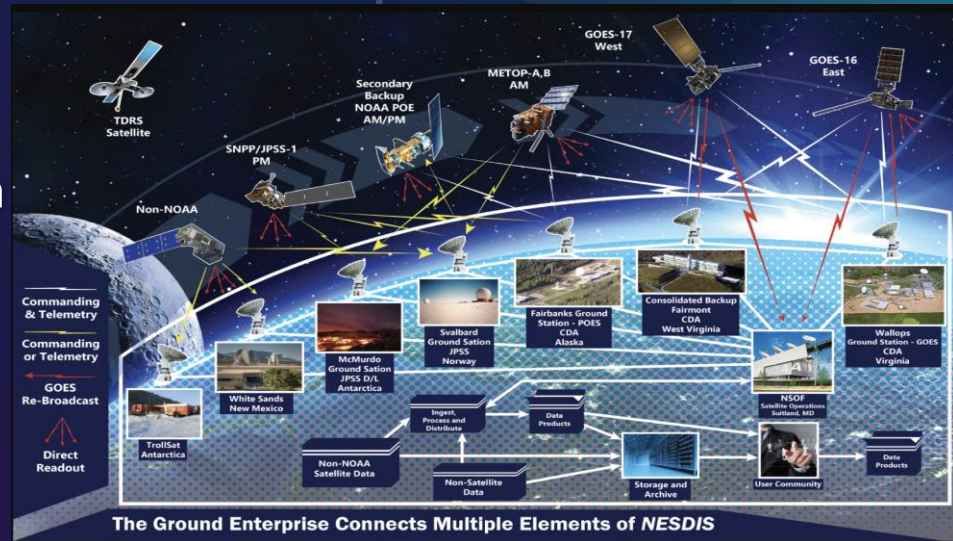 TDRS
Satellite
Non-NOAA
SNPP/JPSS-1
PM
Secondary
Backup
NOAA POE
AM/PM
METOP-A,B
AM
GOES-17
West
GOES-16
East
Commanding
& Telemetry
Commanding
or Telemetry
GOES
Re-Broadcast
Direct
Readout
TrollSat
Antarctica
White Sands
New Mexico
McMurdo
Ground Sation
JPSS D/L
Antarctica
Svalbard
Ground Sation
JPSS
Norway
Fairbanks Ground
Station - POES
CDA
Alaska
Consolidated Backup
Fairmont
CDA
West Virginia
NSOF
Satellite Operations
Suitland, MD
Wallops
Ground Station - GOES
CDA
Virginia
Ingest,
Process and
Distribute
Data
Products
Non-NOAA
Satellite Data
Non-Satellite
Data
Storage and
Archive
User Community
Data
Products
The Ground Enterprise Connects Multiple Elements of NESDIS